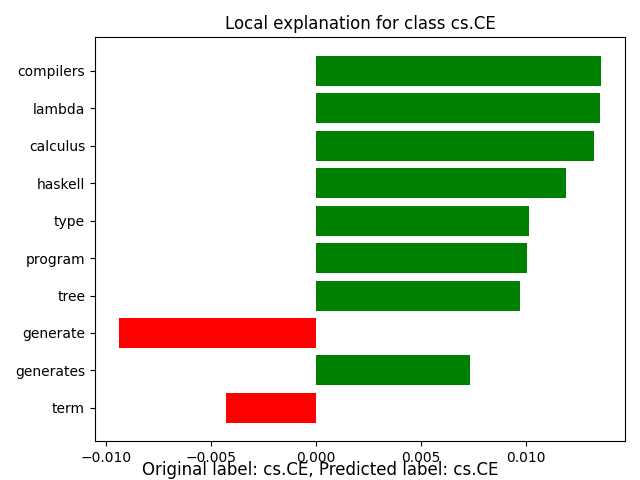 Local explanation for class cs.CE
compilers
lambda
calculus
haskell
type
program
tree
generate
generates
term
−0.010 −0.005 0.000 0.005 0.010
Original label: cs.CE, Predicted label: cs.CE